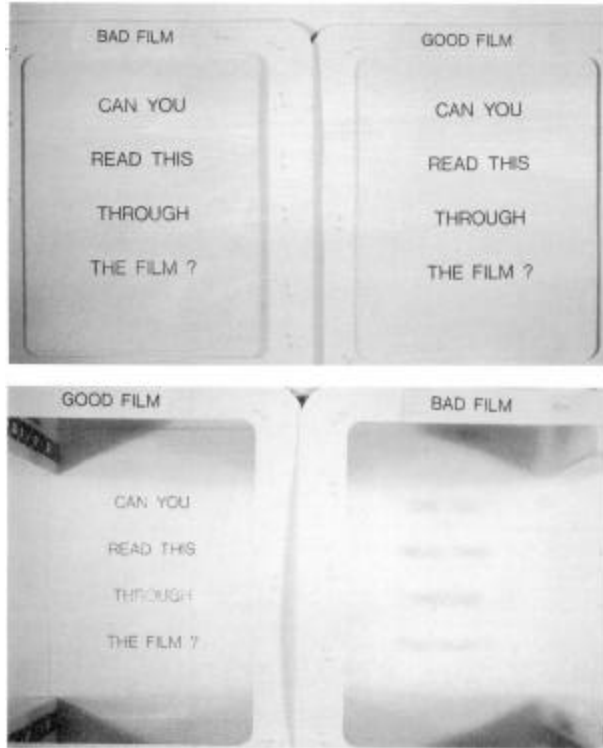 BAD FILM
CAN YOU
READ THIS
THROUGH
THE FILM ?
GOOD FILM
CAN YOU
READ THIS
THROUGH
THE FILM ?
GOOD FILM
CAN YOU
READ THIS
THROUGH
THE FILM ?
BAD FILM